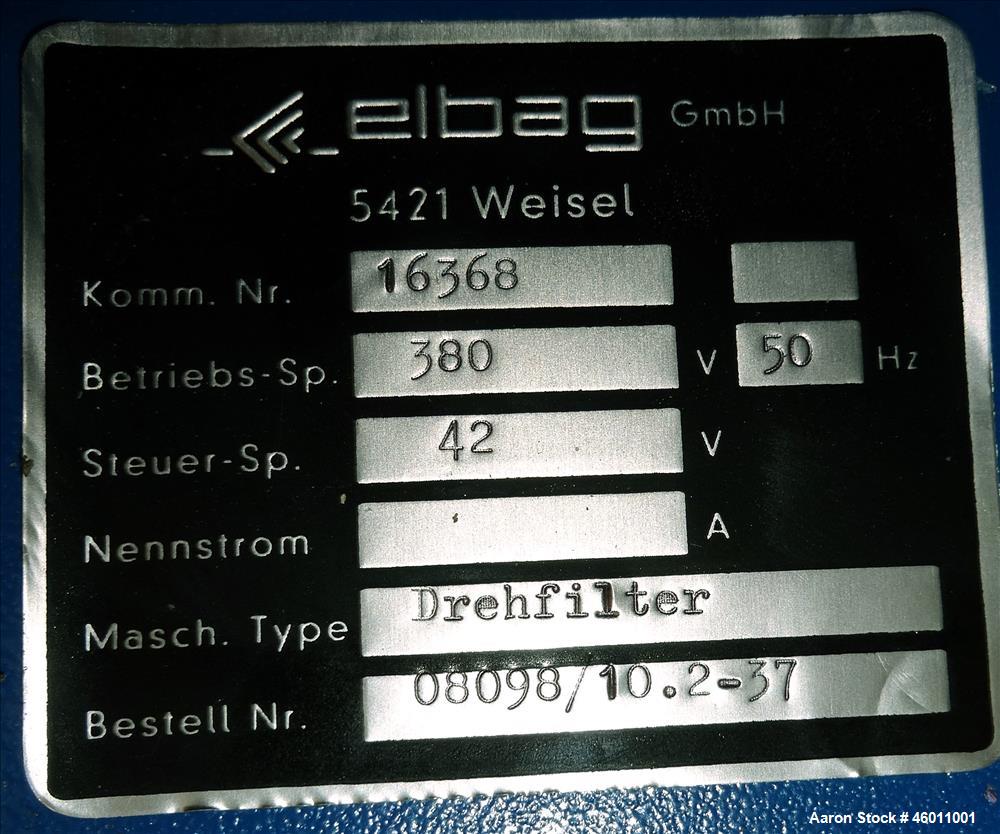 elbag GmbH
5421 Weisel
Komm. Nr. 16368
Betriebs-Sp. 380 V 50 Hz
Steuer-Sp. 42 V
Nennstrom A
Masch. Type Drehfilter
Bestell Nr. 08098/10.2-37
Aaron Stock # 46011001